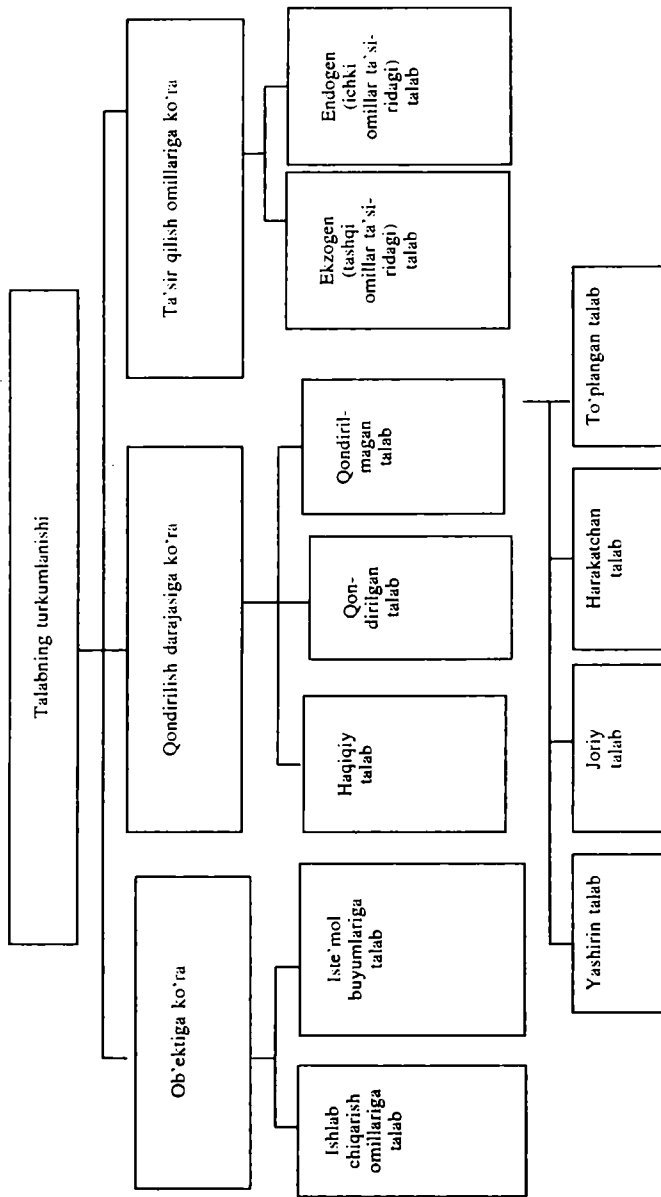 Talabning turkumlanishi
Ob`ektiga ko`ra
Qondirilish darajasiga ko`ra
Ta`sir qilish omillariga ko`ra
Ishlab
chiqarish
omillariga
talab
Iste`mol
buyumlariga
talab
Haqiqiy
talab
Qon-
dirilgan
talab
Qondiril-
magan
talab
Ekzogen
(tashqi
omillar ta`si-
ridagi)
talab
Endogen
(ichki
omillar ta`si-
ridagi)
talab
Yashirin talab
Joriy
talab
Harakatchan
talab
To`plangan talab